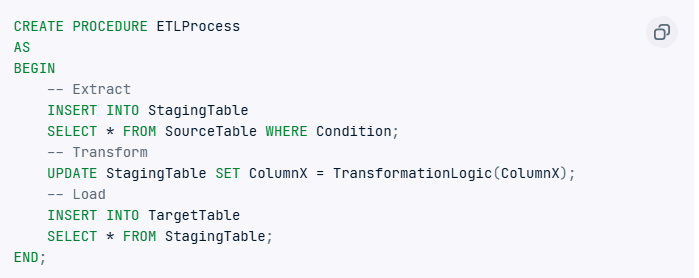 CREATE PROCEDURE ETLProcess
AS
BEGIN
    -- Extract
    INSERT INTO StagingTable
    SELECT * FROM SourceTable WHERE Condition;
    -- Transform
    UPDATE StagingTable SET ColumnX = TransformationLogic(ColumnX);
    -- Load
    INSERT INTO TargetTable
    SELECT * FROM StagingTable;
END;